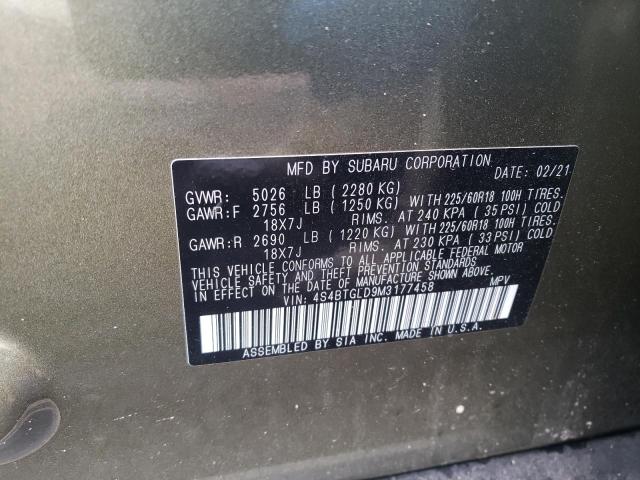 MFD BY SUBARU CORPORATION DATE: 02/21
GVWR: 5026 LB (2280 KG)
GAWR:F 2756 LB (1250 KG) WITH 225/60R18 100H TIRES.
18X7J RIMS. AT 240 KPA (35 PSI) COLD
GAWR:R 2690 LB (1220 KG) WITH 225/60R18 100H TIRES.
18X7J RIMS. AT 230 KPA (33 PSI) COLD
THIS VEHICLE CONFORMS TO ALL APPLICABLE FEDERAL MOTOR
VEHICLE SAFETY AND THEFT PREVENTION STANDARDS
IN EFFECT ON THE DATE OF MANUFACTURE SHOWN ABOVE.
VIN: 4S4BTGLD9M3177458 MPV
ASSEMBLED BY SIA INC. MADE IN U.S.A.